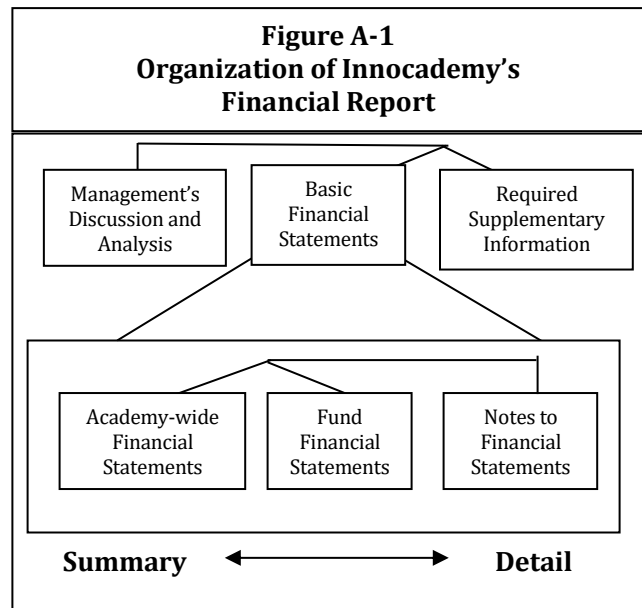 Figure A-1
Organization of Innocademy’s
Financial Report
Management’s
Discussion and
Analysis
Basic
Financial
Statements
Required
Supplementary
Information
Academy-wide
Financial
Statements
Fund
Financial
Statements
Notes to
Financial
Statements
Summary
Detail